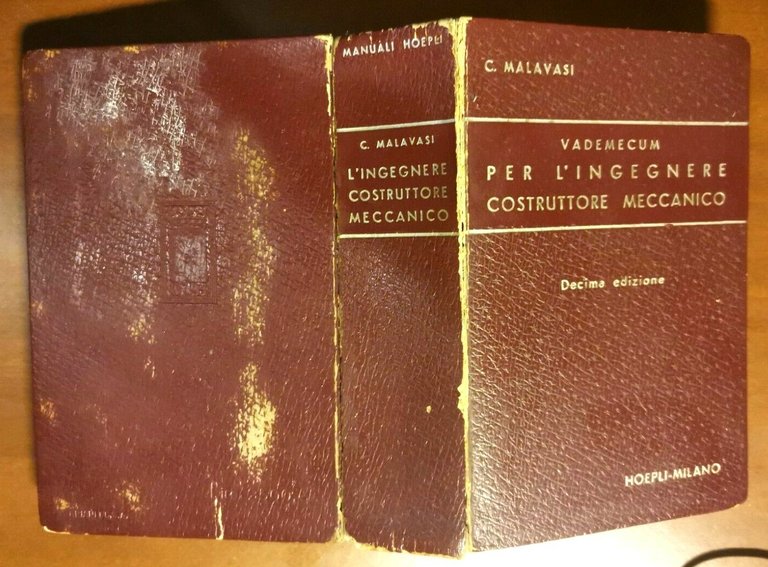 MANUALI HOEPLI
C. MALAVASI
L'INGEGNERE
COSTRUTTORE
MECCANICO
C. MALAVASI
VADEMECUM
PER L'INGEGNERE
COSTRUTTORE MECCANICO
Decima edizione
HOEPLI-MILANO